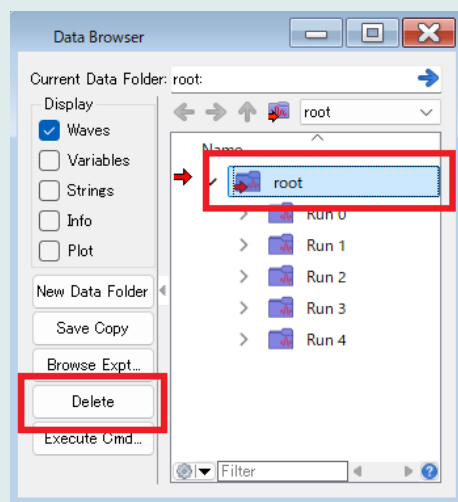 Data Browser
Current Data Folder: root:
Display
Waves
Variables
Strings
Info
Plot
New Data Folder
Save Copy
Browse Expt...
Delete
Execute Cmd...
root
Name
root
Run 0
Run 1
Run 2
Run 3
Run 4
Filter